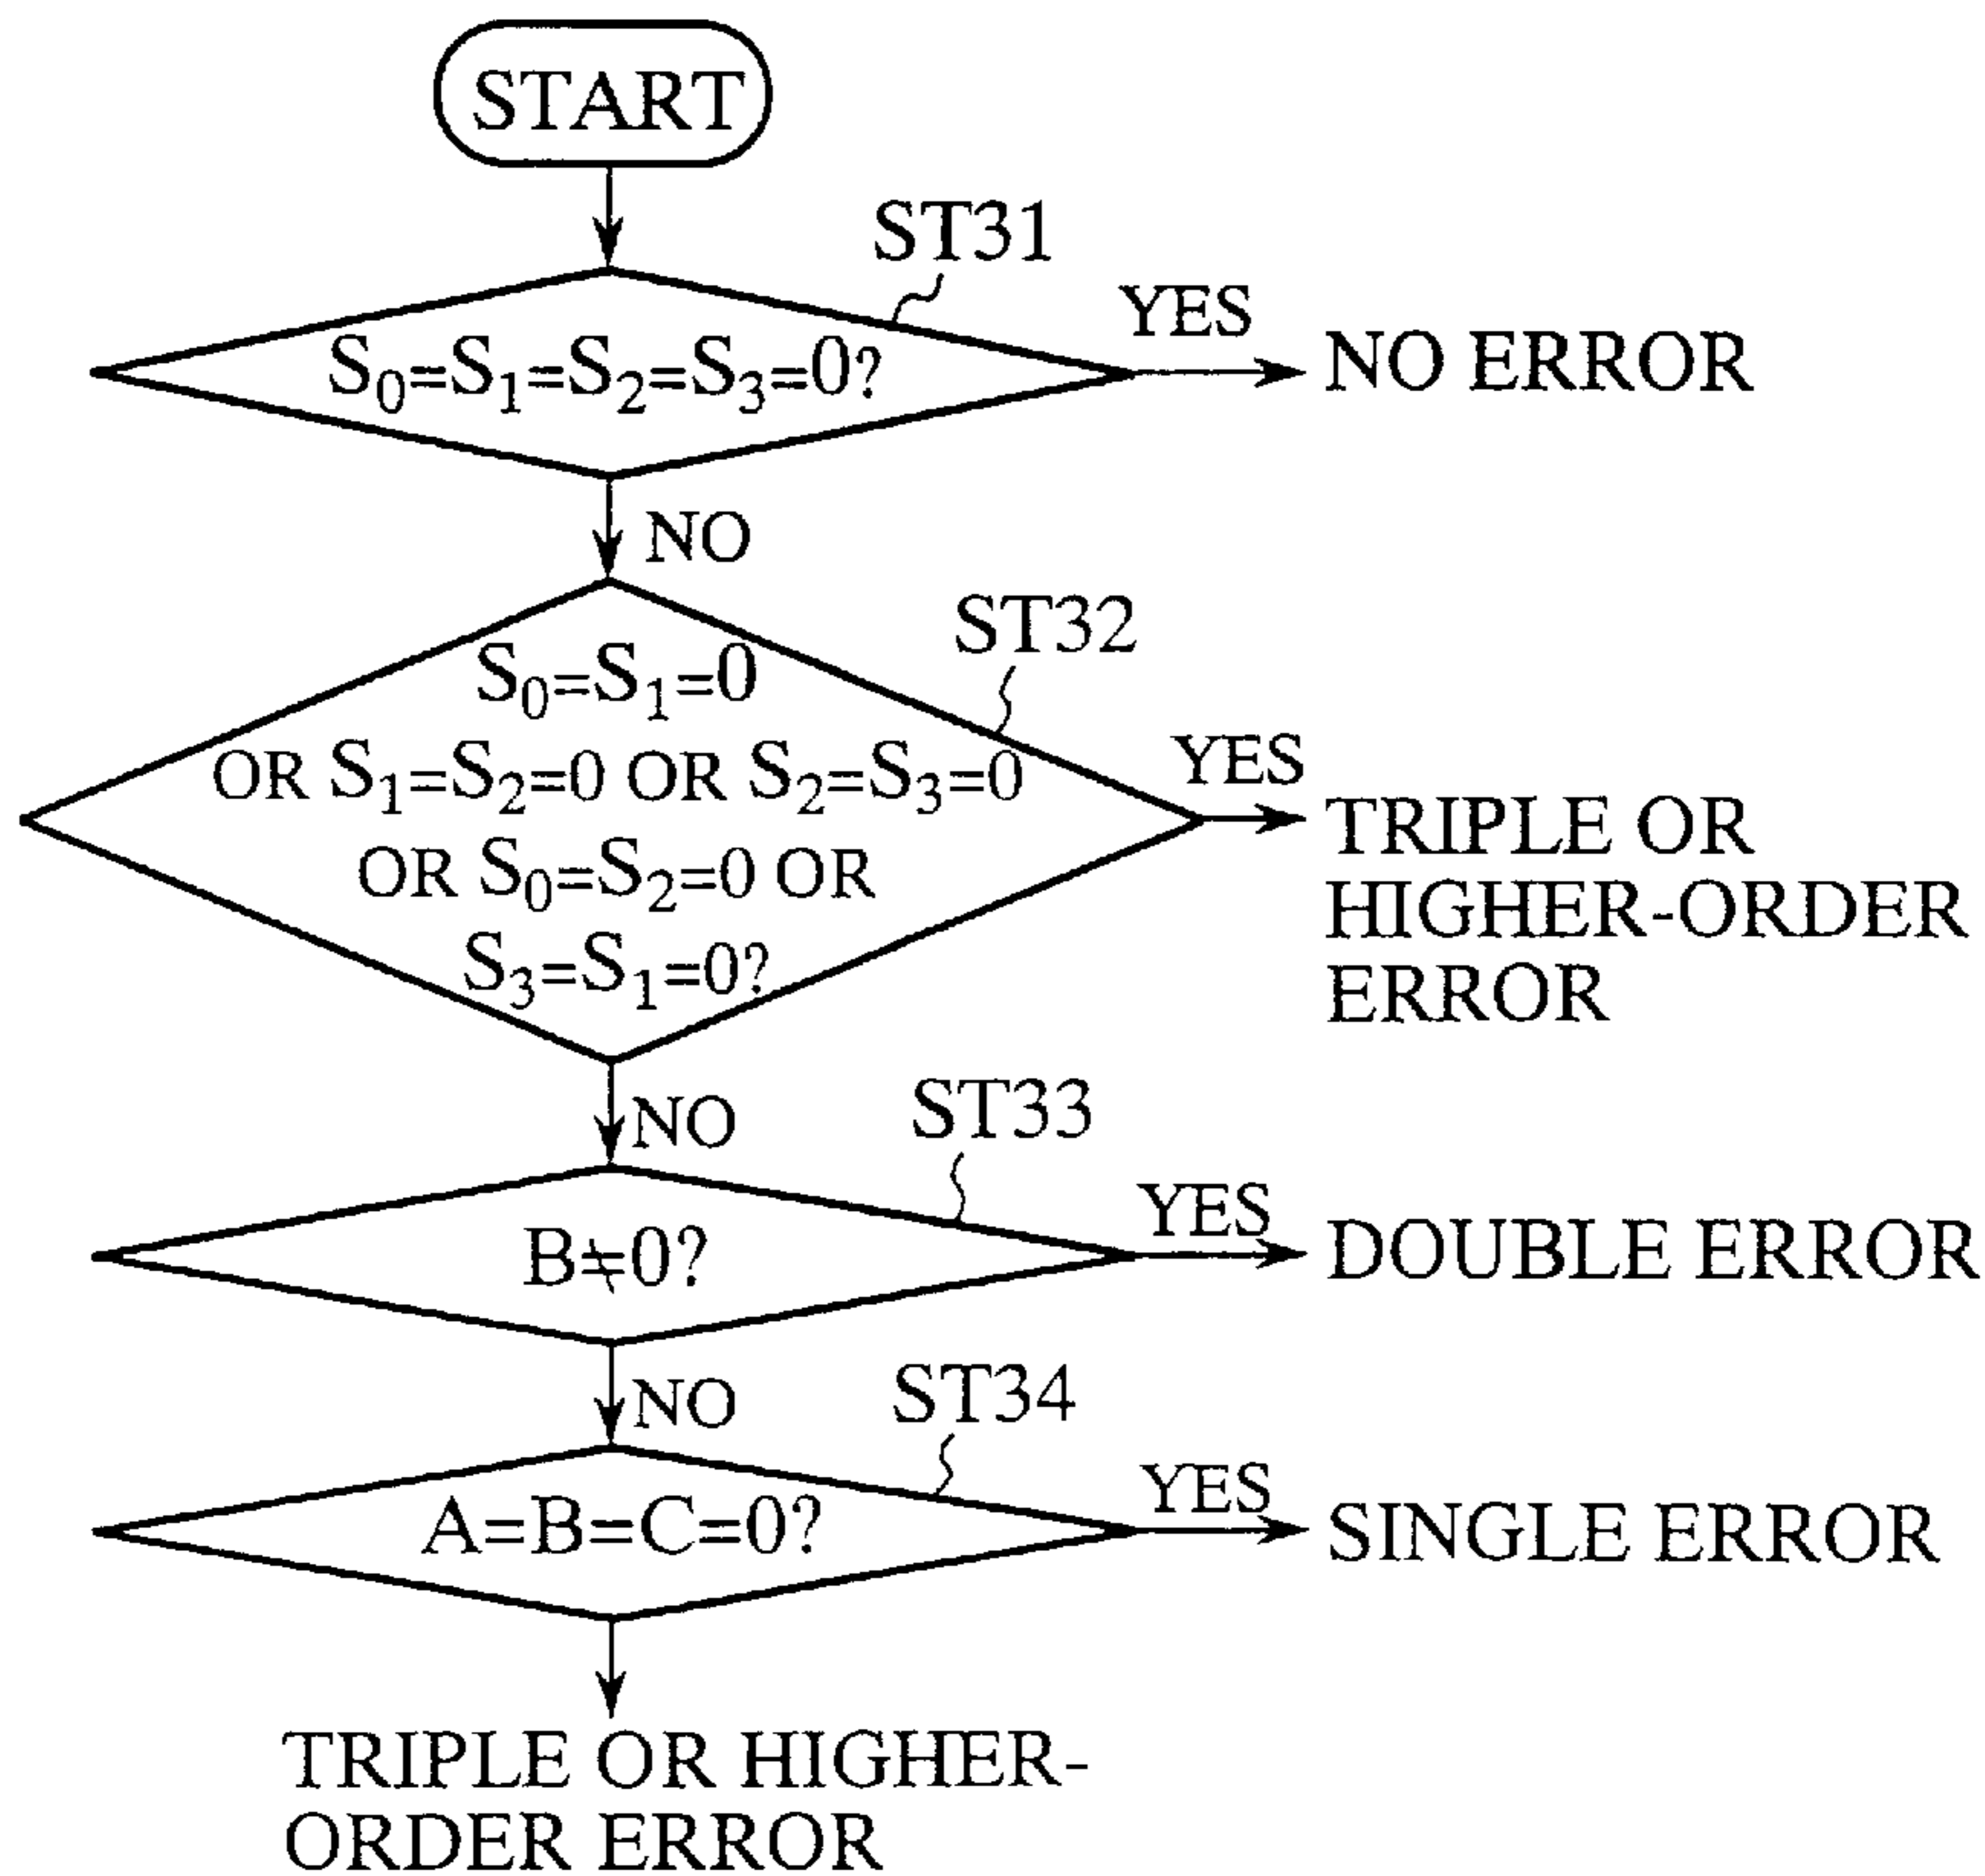 START
ST31
S₀=S₁=S₂=S₃=0?
YES
NO ERROR
NO
ST32
S₀=S₁=0
OR S₁=S₂=0 OR S₂=S₃=0
OR S₀=S₂=0 OR
S₃=S₁=0?
YES
TRIPLE OR
HIGHER-ORDER
ERROR
NO
ST33
B≠0?
YES
DOUBLE ERROR
NO
ST34
A=B=C=0?
YES
SINGLE ERROR
TRIPLE OR HIGHER-
ORDER ERROR